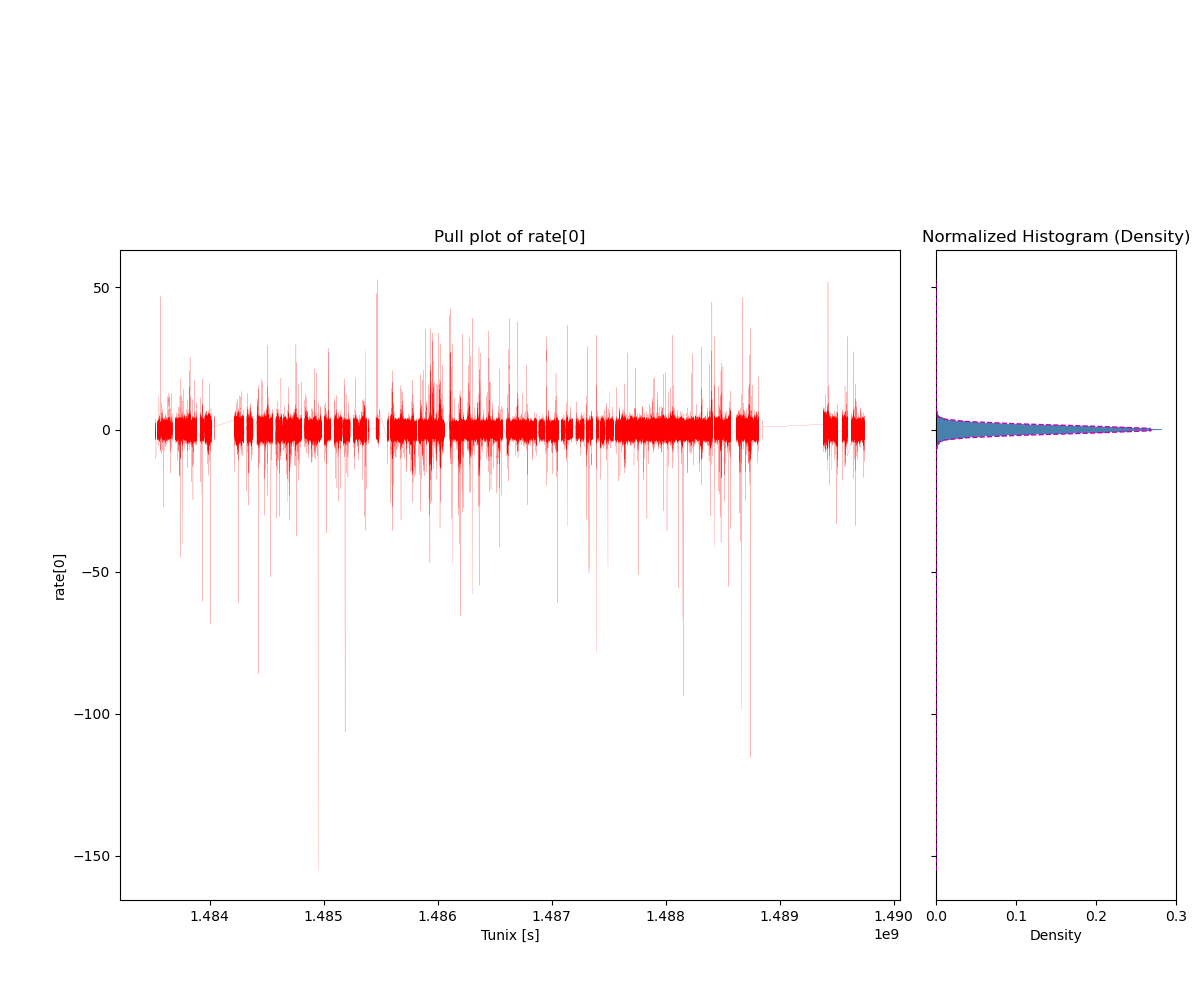 Pull plot of rate[0]
Normalized Histogram (Density)
50
0
−50
−100
−150
rate[0]
1.484 1.485 1.486 1.487 1.488 1.489 1.490
1e9
Tunix [s]
0.0 0.1 0.2 0.3
Density